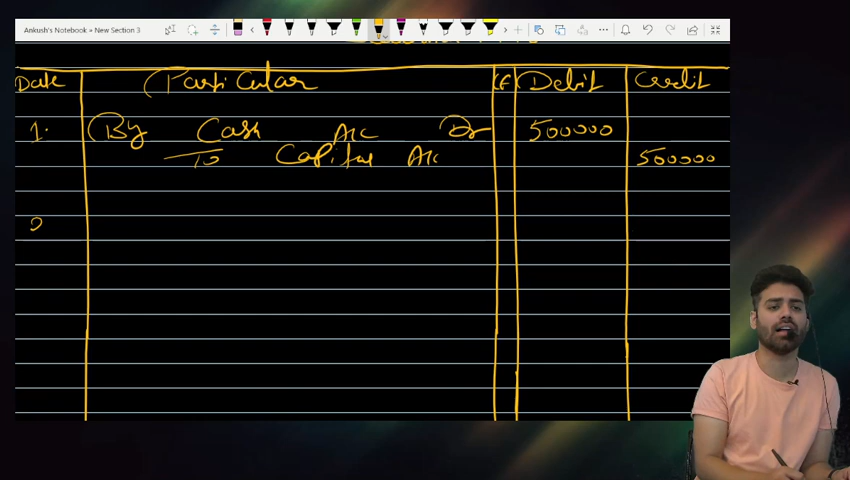 Ankush's Notebook » New Section 3
Date Particular LF Debit Credit
1. By Cash A/c Dr 500000
To Capital A/c 500000
2